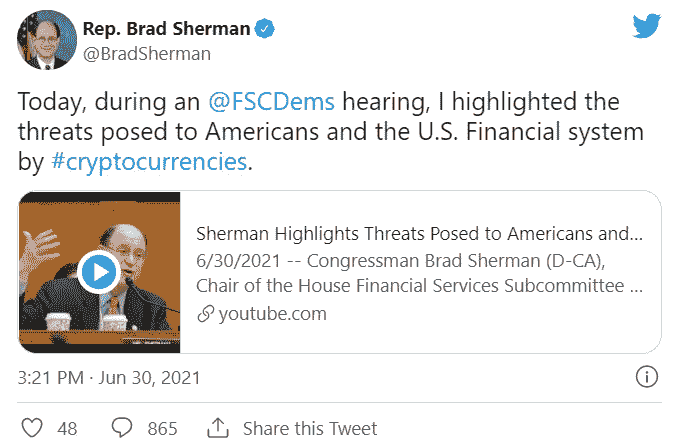 Rep. Brad Sherman
@BradSherman
Today, during an @FSCDems hearing, I highlighted the
threats posed to Americans and the U.S. Financial system
by #cryptocurrencies.
Sherman Highlights Threats Posed to Americans and...
6/30/2021 -- Congressman Brad Sherman (D-CA),
Chair of the House Financial Services Subcommittee ...
youtube.com
3:21 PM · Jun 30, 2021
48 865 Share this Tweet